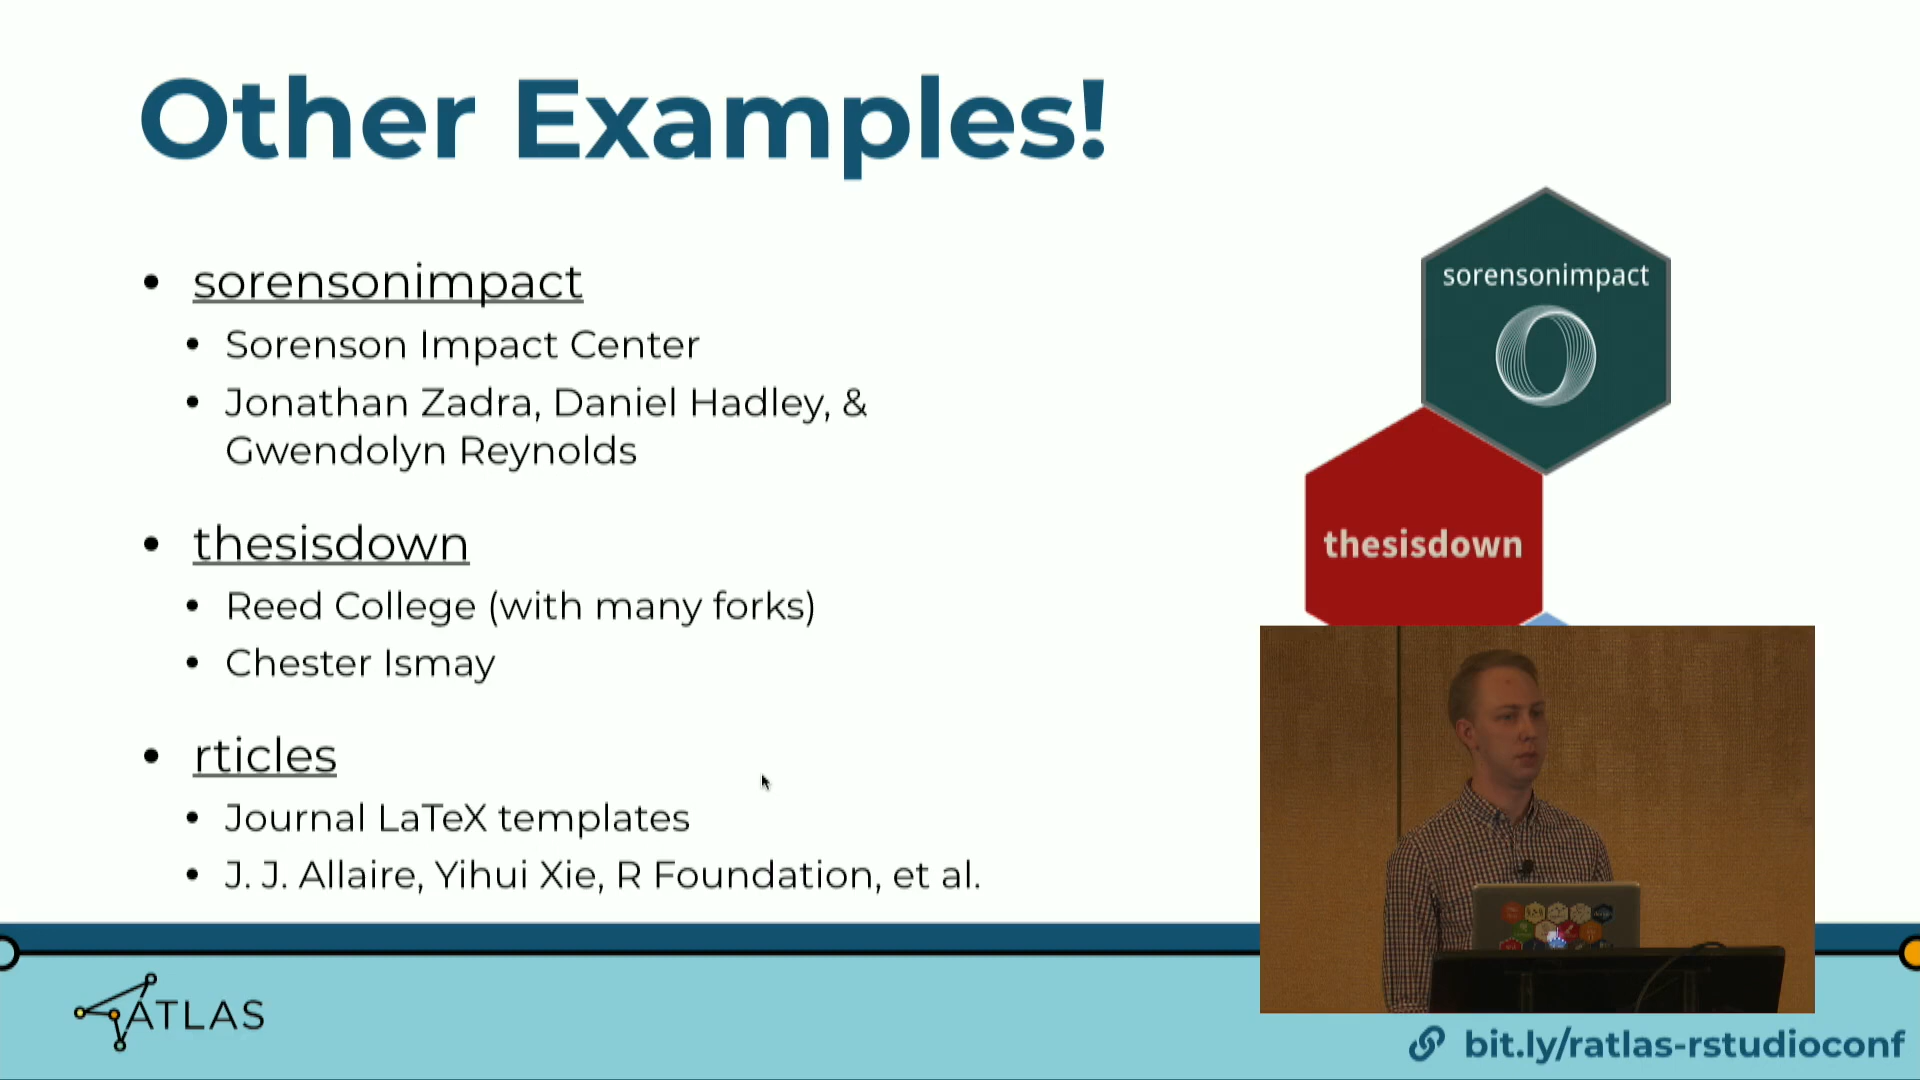 Other Examples!
sorensonimpact
Sorenson Impact Center
Jonathan Zadra, Daniel Hadley, &
Gwendolyn Reynolds
thesisdown
Reed College (with many forks)
Chester Ismay
rticles
Journal LaTeX templates
J. J. Allaire, Yihui Xie, R Foundation, et al.
sorensonimpact
thesisdown
ATLAS
bit.ly/ratlas-rstudioconf